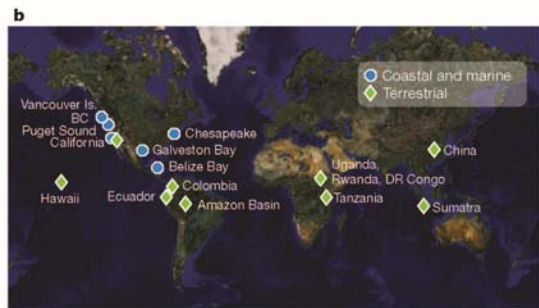 b
Coastal and marine
Terrestrial
Vancouver Is.
BC
Puget Sound
California
Chesapeake
Galveston Bay
Belize Bay
China
Uganda,
Rwanda, DR Congo
Colombia
Hawaii
Ecuador
Amazon Basin
Tanzania
Sumatra